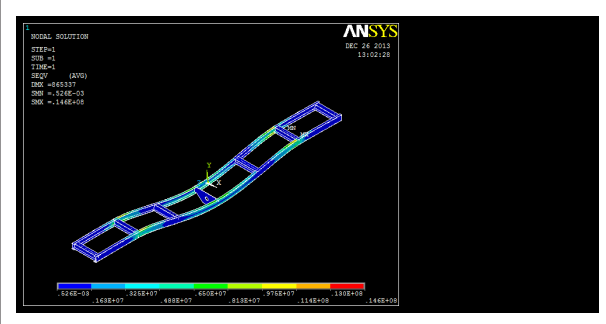 1
NODAL SOLUTION
STEP=1
SUB =1
TIME=1
SEQV (AVG)
DMX =865337
SMN =.526E-03
SMX =.146E+08
ANSYS
DEC 26 2013
13:02:28
MN
Y
X
.526E-03 .325E+07 .650E+07 .975E+07 .130E+08
.163E+07 .488E+07 .813E+07 .114E+08 .146E+08